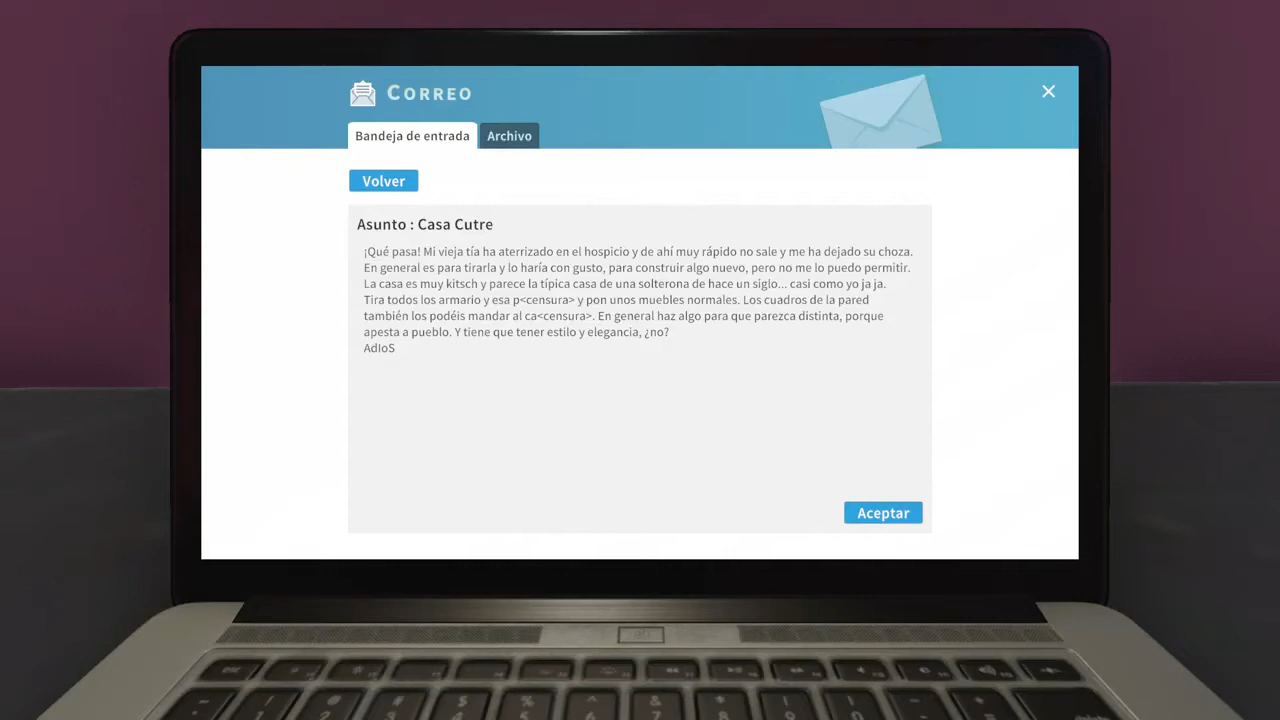 Correo
Bandeja de entrada
Archivo
Volver
Asunto : Casa Cutre
¡Qué pasa! Mi vieja tía ha aterrizado en el hospicio y de ahí muy rápido no sale y me ha dejado su choza.
En general es para tirarla y lo haría con gusto, para construir algo nuevo, pero no me lo puedo permitir.
La casa es muy kitsch y parece la típica casa de una solterona de hace un siglo... casi como yo ja ja.
Tira todos los armario y esa p<censura> y pon unos muebles normales. Los cuadros de la pared
también los podéis mandar al ca<censura>. En general haz algo para que parezca distinta, porque
apesta a pueblo. Y tiene que tener estilo y elegancia, ¿no?
AdIoS
Aceptar